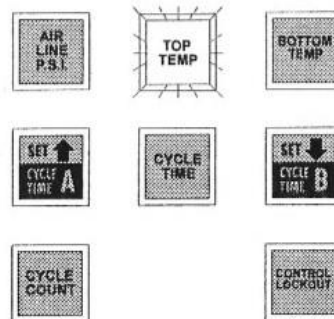 AIR
LINE
P.S.I.
TOP
TEMP
BOTTOM
TEMP
SET
CYCLE
TIME A
CYCLE
TIME
SET
CYCLE
TIME B
CYCLE
COUNT
CONTROL
LOCKOUT